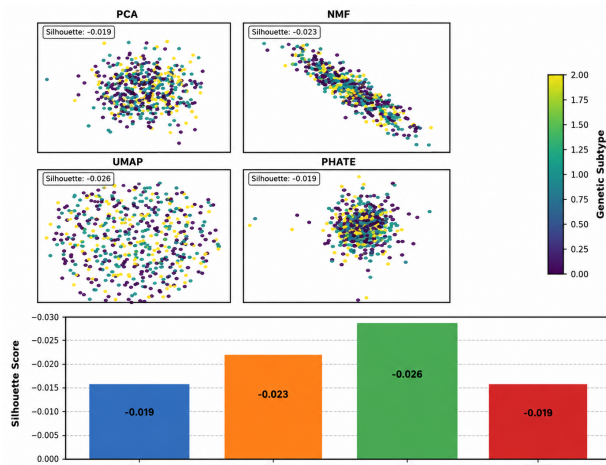 PCA
Silhouette: -0.019
NMF
Silhouette: -0.023
UMAP
Silhouette: -0.026
PHATE
Silhouette: -0.019
2.00
1.75
1.50
1.25
1.00
0.75
0.50
0.25
0.00
Genetic Subtype
Silhouette Score
−0.030
−0.025
−0.020
−0.015
−0.010
−0.005
0.000
-0.019
-0.023
-0.026
-0.019